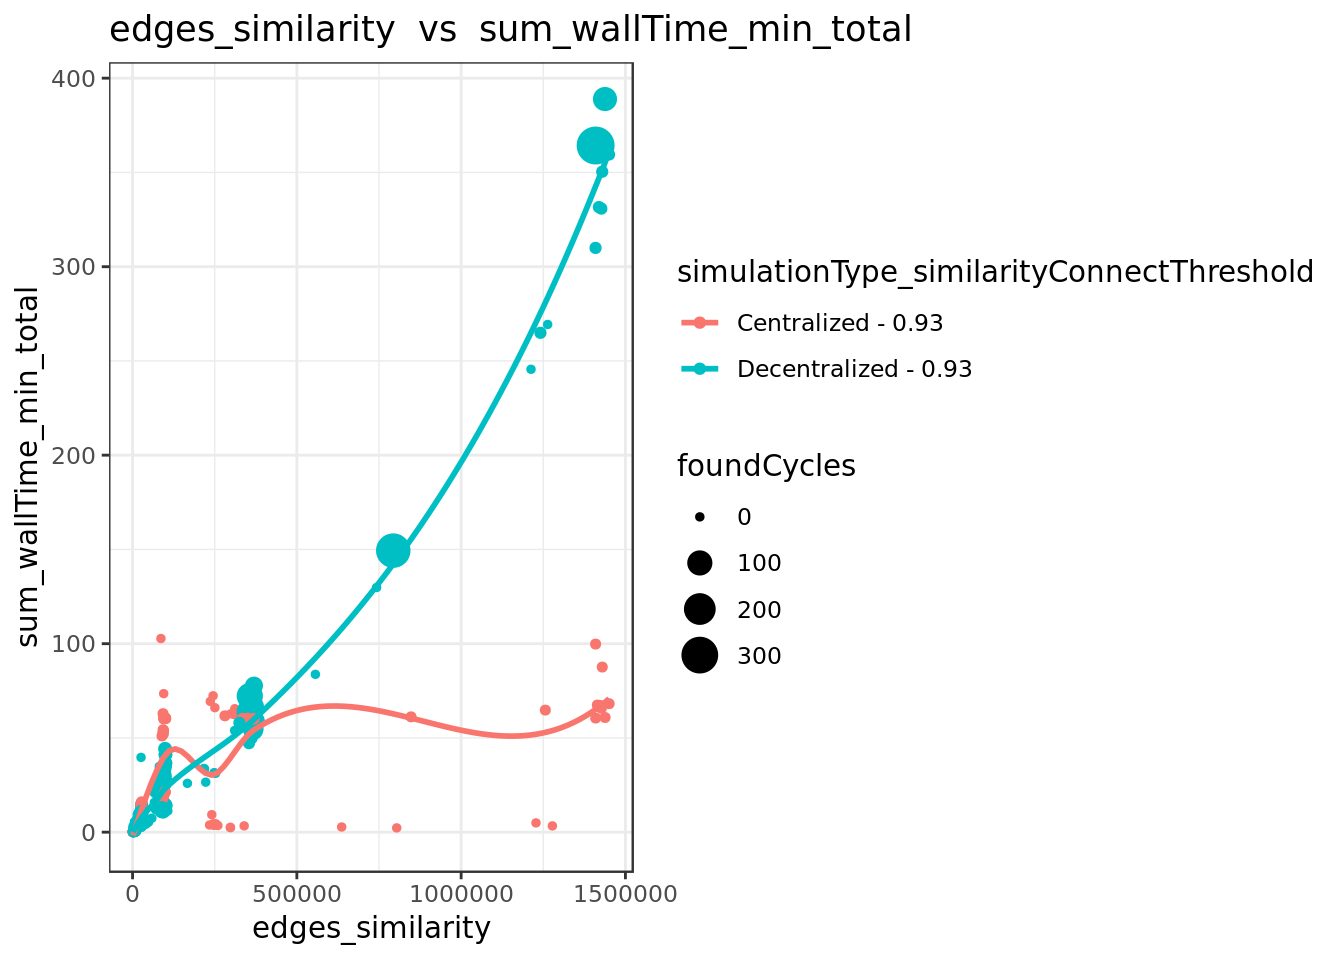 edges_similarity  vs  sum_wallTime_min_total
sum_wallTime_min_total
400
300
200
100
0
0
500000
1000000
1500000
edges_similarity
simulationType_similarityConnectThreshold
Centralized - 0.93
Decentralized - 0.93
foundCycles
0
100
200
300